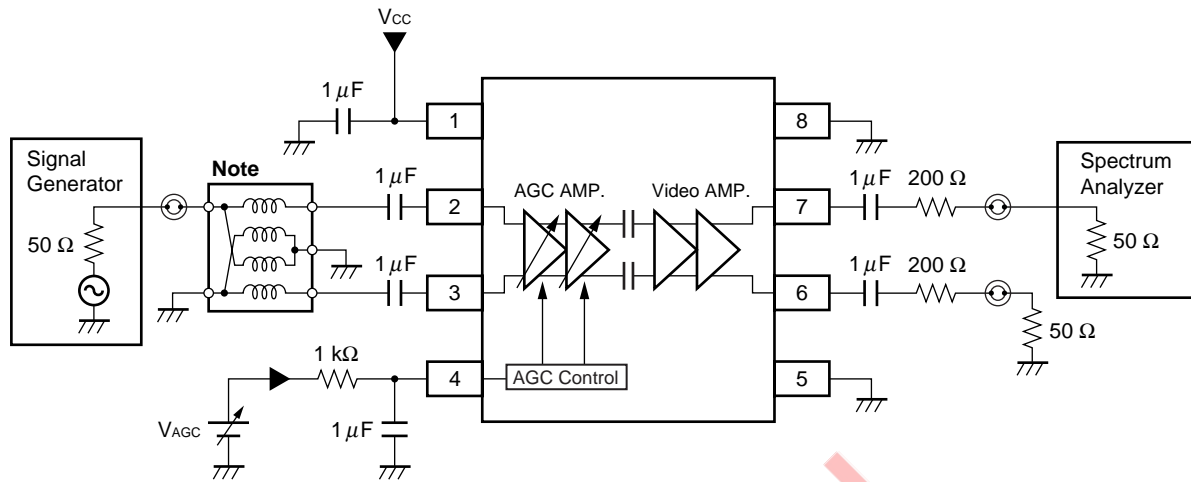 VCC
1 μF
1
8
Signal Generator
Note
Spectrum Analyzer
1 μF
2
AGC AMP.
Video AMP.
7
1 μF
200 Ω
50 Ω
50 Ω
1 μF
3
6
1 μF
200 Ω
50 Ω
1 kΩ
4
AGC Control
5
VAGC
1 μF